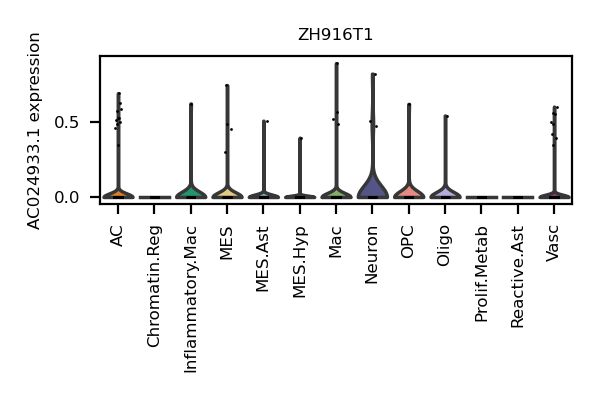 ZH916T1
AC024933.1 expression
0.5
0.0
AC
Chromatin.Reg
Inflammatory.Mac
MES
MES.Ast
MES.Hyp
Mac
Neuron
OPC
Oligo
Prolif.Metab
Reactive.Ast
Vasc